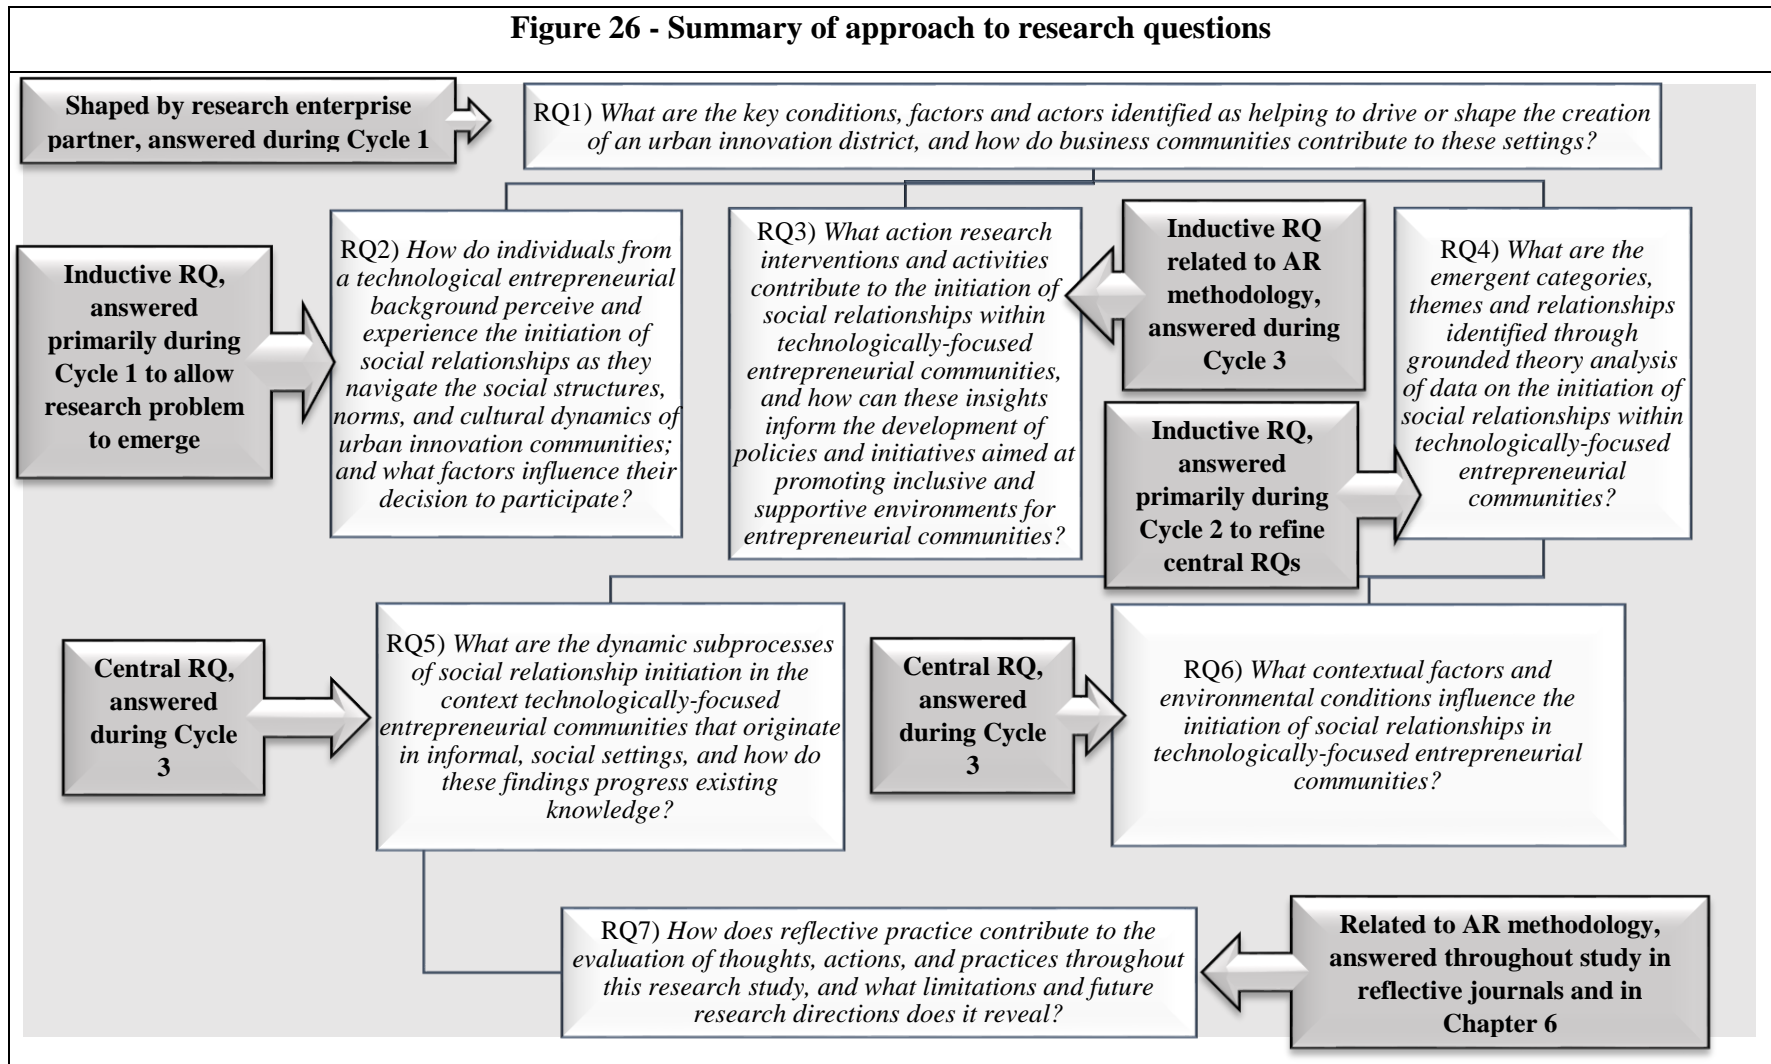 Figure 26 - Summary of approach to research questions
Shaped by research enterprise
partner, answered during Cycle 1
RQ1) What are the key conditions, factors and actors identified as helping to drive or shape the creation
of an urban innovation district, and how do business communities contribute to these settings?
Inductive RQ,
answered
primarily during
Cycle 1 to allow
research problem
to emerge
RQ2) How do individuals from
a technological entrepreneurial
background perceive and
experience the initiation of
social relationships as they
navigate the social structures,
norms, and cultural dynamics of
urban innovation communities;
and what factors influence their
decision to participate?
RQ3) What action research
interventions and activities
contribute to the initiation of
social relationships within
technologically-focused
entrepreneurial communities,
and how can these insights
inform the development of
policies and initiatives aimed at
promoting inclusive and
supportive environments for
entrepreneurial communities?
Inductive RQ
related to AR
methodology,
answered during
Cycle 3
Inductive RQ,
answered
primarily during
Cycle 2 to refine
central RQs
RQ4) What are the
emergent categories,
themes and relationships
identified through
grounded theory analysis
of data on the initiation of
social relationships within
technologically-focused
entrepreneurial
communities?
Central RQ,
answered
during Cycle
3
RQ5) What are the dynamic subprocesses
of social relationship initiation in the
context technologically-focused
entrepreneurial communities that originate
in informal, social settings, and how do
these findings progress existing
knowledge?
Central RQ,
answered
during Cycle
3
RQ6) What contextual factors and
environmental conditions influence the
initiation of social relationships in
technologically-focused entrepreneurial
communities?
RQ7) How does reflective practice contribute to the
evaluation of thoughts, actions, and practices throughout
this research study, and what limitations and future
research directions does it reveal?
Related to AR methodology,
answered throughout study in
reflective journals and in
Chapter 6